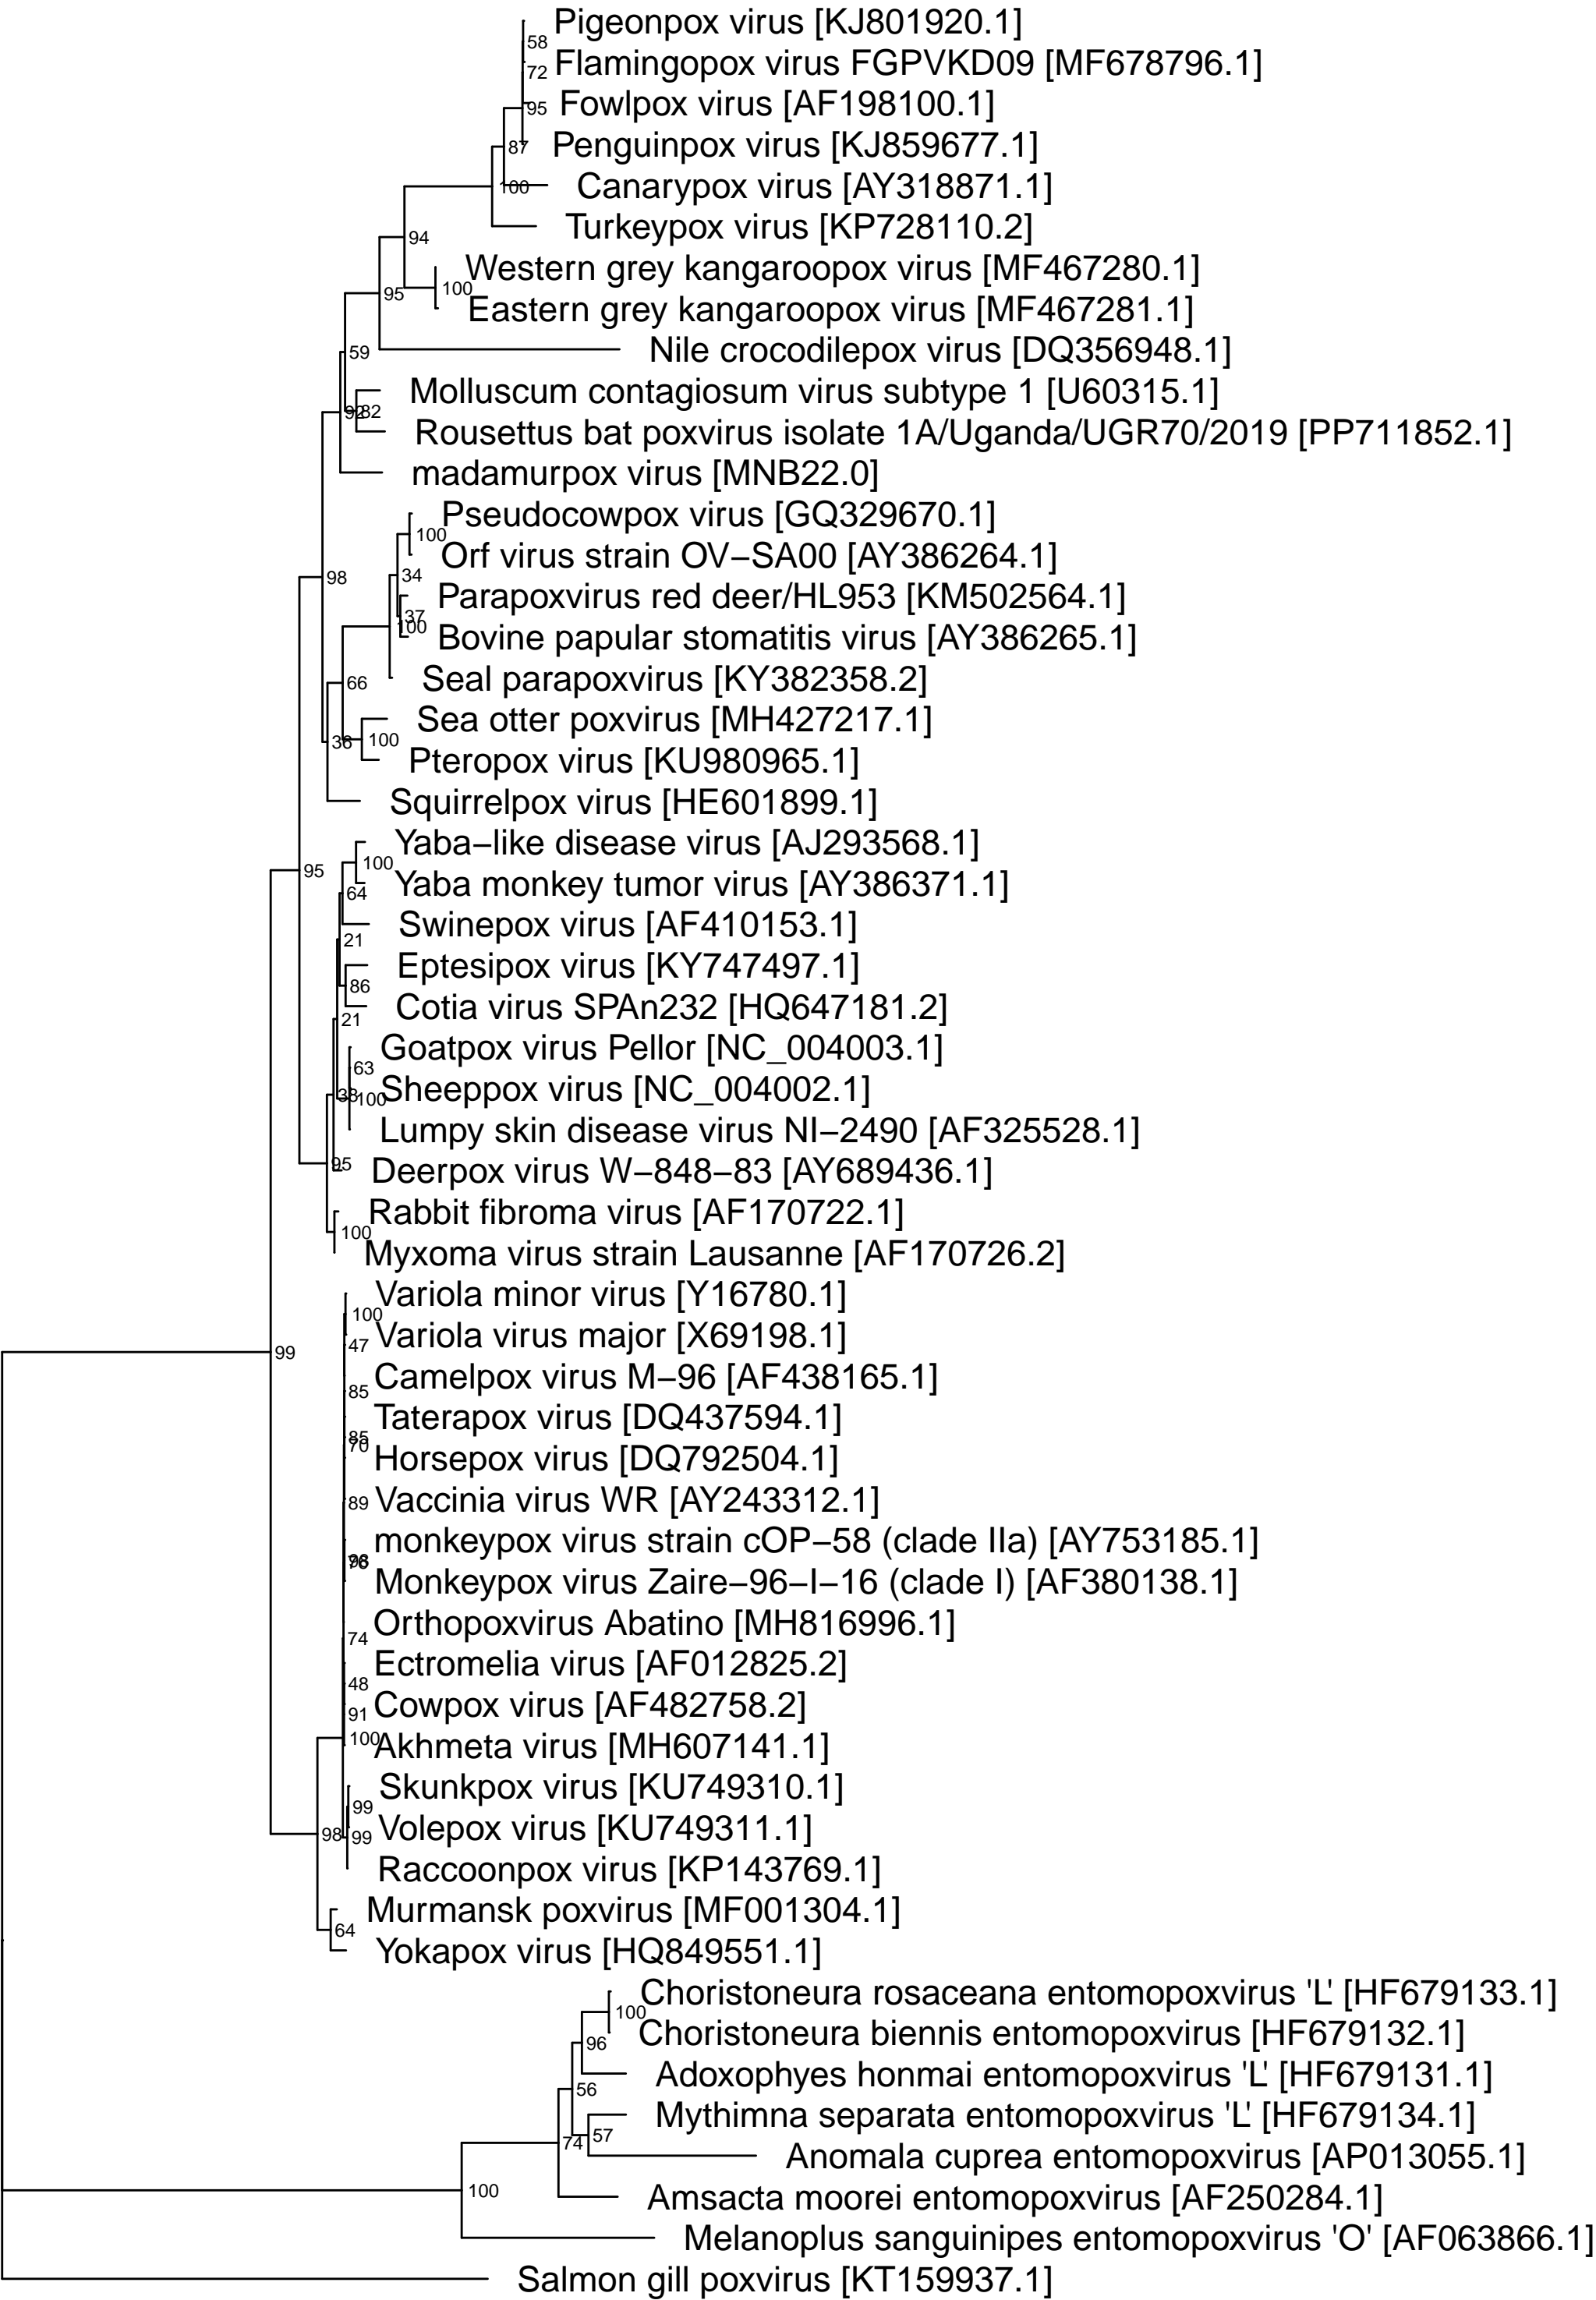 Pigeonpox virus [KJ801920.1]
58
Flamingopox virus FGPVKD09 [MF678796.1]
72
Fowlpox virus [AF198100.1]
95
Penguinpox virus [KJ859677.1]
87
Canarypox virus [AY318871.1]
100
Turkeypox virus [KP728110.2]
94
Western grey kangaroopox virus [MF467280.1]
100
95
Eastern grey kangaroopox virus [MF467281.1]
Nile crocodilepox virus [DQ356948.1]
59
Molluscum contagiosum virus subtype 1 [U60315.1]
92
82
Rousettus bat poxvirus isolate 1A/Uganda/UGR70/2019 [PP711852.1]
madamurpox virus [MNB22.0]
Pseudocowpox virus [GQ329670.1]
100
Orf virus strain OV−SA00 [AY386264.1]
98
34
Parapoxvirus red deer/HL953 [KM502564.1]
37
100
Bovine papular stomatitis virus [AY386265.1]
Seal parapoxvirus [KY382358.2]
66
Sea otter poxvirus [MH427217.1]
36
100
Pteropox virus [KU980965.1]
Squirrelpox virus [HE601899.1]
Yaba−like disease virus [AJ293568.1]
100
95
Yaba monkey tumor virus [AY386371.1]
64
Swinepox virus [AF410153.1]
21
Eptesipox virus [KY747497.1]
86
Cotia virus SPAn232 [HQ647181.2]
21
Goatpox virus Pellor [NC_004003.1]
63
Sheeppox virus [NC_004002.1]
38
100
Lumpy skin disease virus NI−2490 [AF325528.1]
95
Deerpox virus W−848−83 [AY689436.1]
Rabbit fibroma virus [AF170722.1]
100
Myxoma virus strain Lausanne [AF170726.2]
Variola minor virus [Y16780.1]
100
Variola virus major [X69198.1]
47
99
Camelpox virus M−96 [AF438165.1]
85
Taterapox virus [DQ437594.1]
85
70
Horsepox virus [DQ792504.1]
Vaccinia virus WR [AY243312.1]
89
monkeypox virus strain cOP−58 (clade IIa) [AY753185.1]
Monkeypox virus Zaire−96−I−16 (clade I) [AF380138.1]
Orthopoxvirus Abatino [MH816996.1]
74
Ectromelia virus [AF012825.2]
48
Cowpox virus [AF482758.2]
91
100
Akhmeta virus [MH607141.1]
Skunkpox virus [KU749310.1]
99
Volepox virus [KU749311.1]
98
99
Raccoonpox virus [KP143769.1]
Murmansk poxvirus [MF001304.1]
64
Yokapox virus [HQ849551.1]
Choristoneura rosaceana entomopoxvirus 'L' [HF679133.1]
100
Choristoneura biennis entomopoxvirus [HF679132.1]
96
Adoxophyes honmai entomopoxvirus 'L' [HF679131.1]
56
Mythimna separata entomopoxvirus 'L' [HF679134.1]
74
57
Anomala cuprea entomopoxvirus [AP013055.1]
100
Amsacta moorei entomopoxvirus [AF250284.1]
Melanoplus sanguinipes entomopoxvirus 'O' [AF063866.1]
Salmon gill poxvirus [KT159937.1]